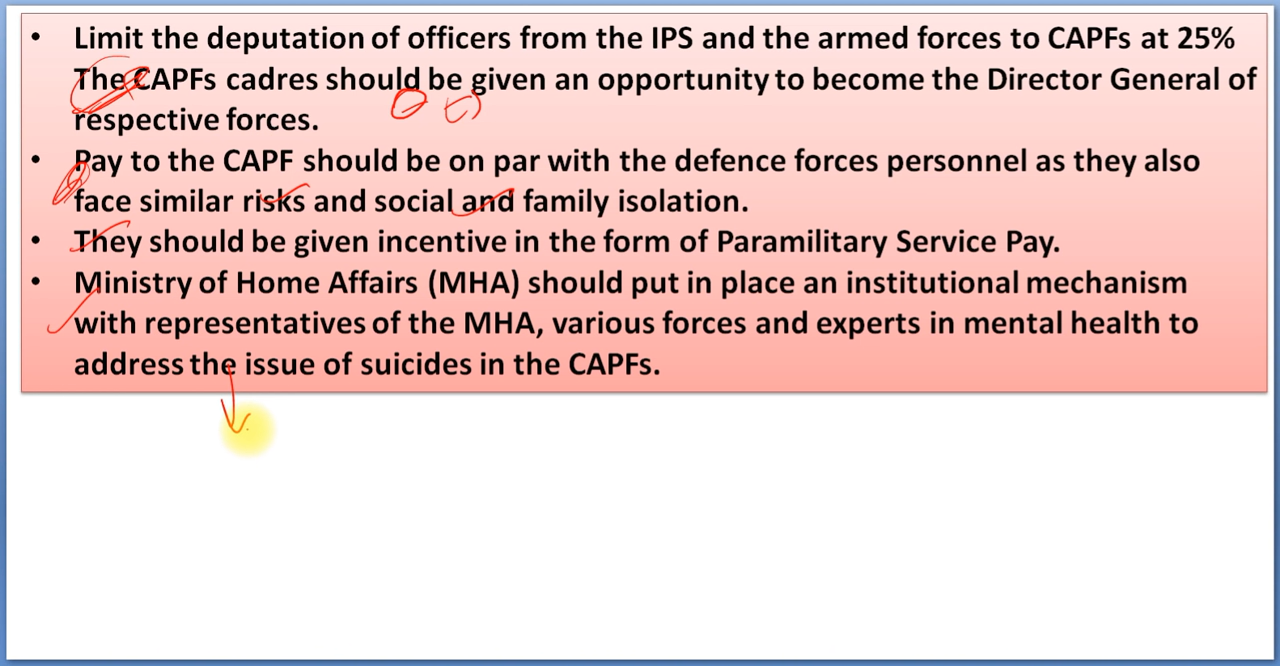 • Limit the deputation of officers from the IPS and the armed forces to CAPFs at 25%
The CAPFs cadres should be given an opportunity to become the Director General of
respective forces.
• Pay to the CAPF should be on par with the defence forces personnel as they also
face similar risks and social and family isolation.
• They should be given incentive in the form of Paramilitary Service Pay.
• Ministry of Home Affairs (MHA) should put in place an institutional mechanism
with representatives of the MHA, various forces and experts in mental health to
address the issue of suicides in the CAPFs.